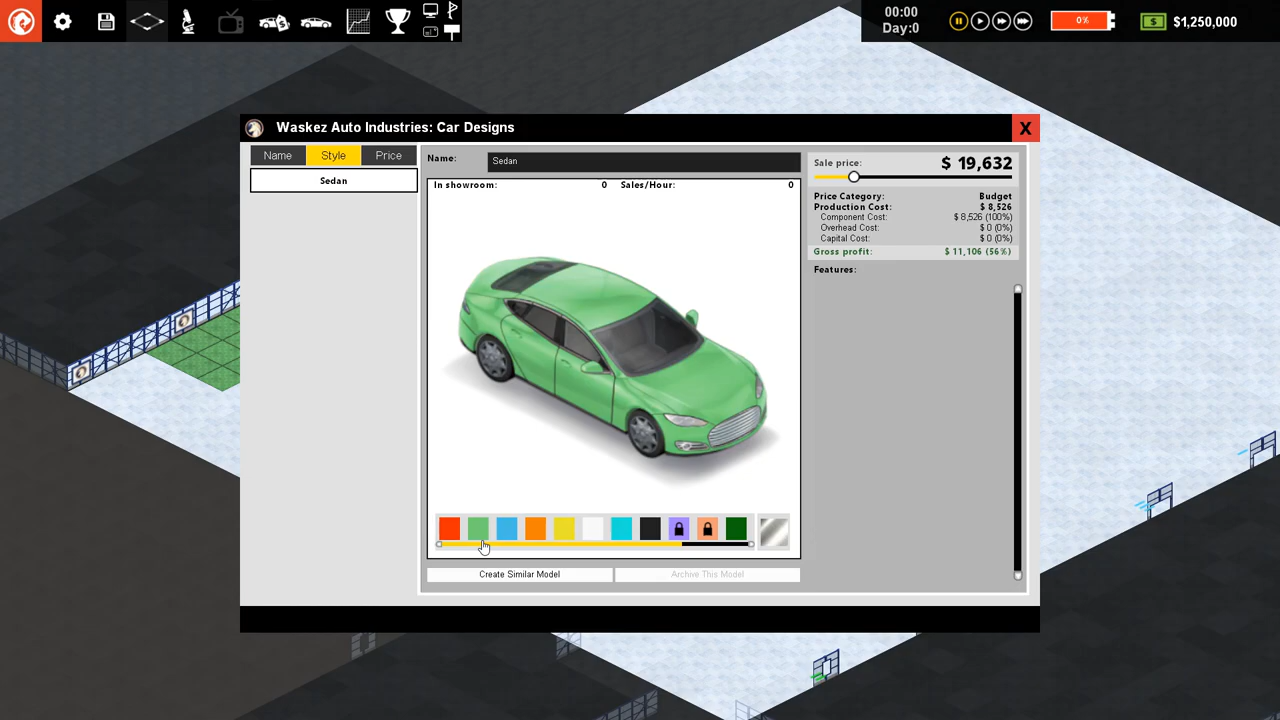 00:00
Day:0
0%
$1,250,000
Waskez Auto Industries: Car Designs
X
Name Style Price
Sedan
Name: Sedan
In showroom: 0 Sales/Hour: 0
Create Similar Model Archive This Model
Sale price: $ 19,632
Price Category: Budget
Production Cost: $ 8,526
Component Cost: $ 8,526 (100%)
Overhead Cost: $ 0 (0%)
Capital Cost: $ 0 (0%)
Gross profit: $ 11,106 (56%)
Features: